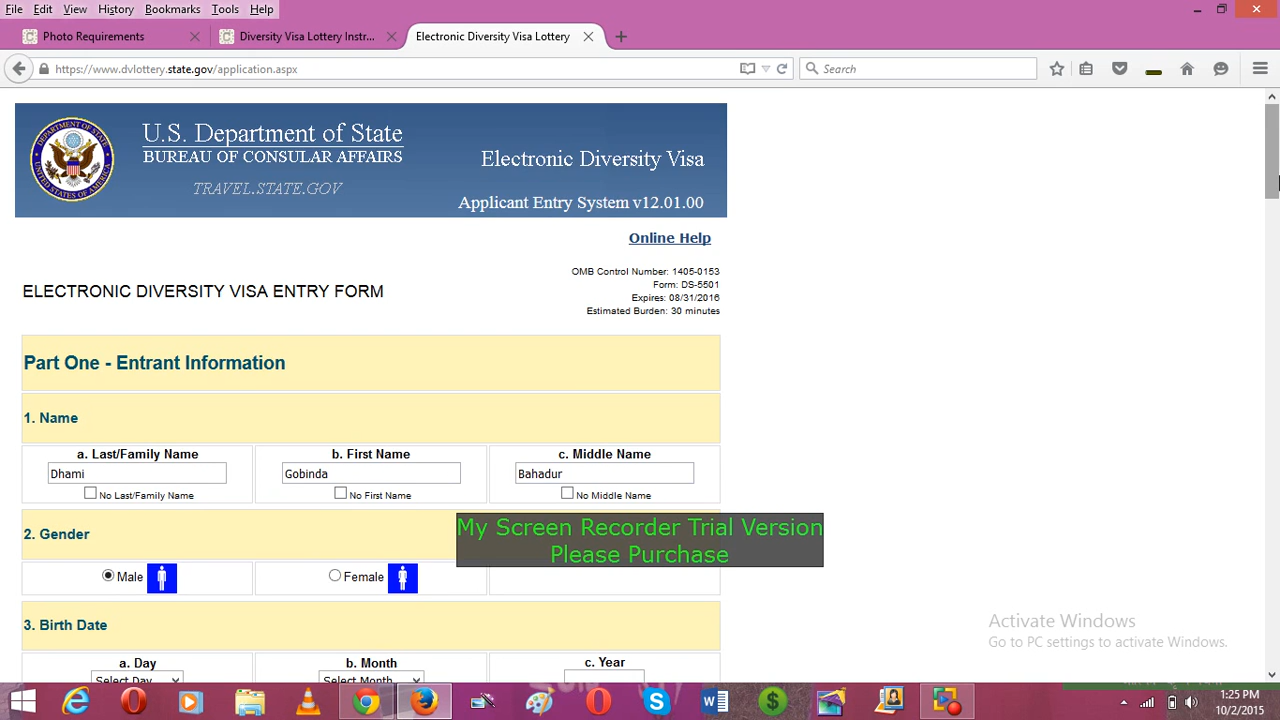 File Edit View History Bookmarks Tools Help
Photo Requirements
Diversity Visa Lottery Instr...
Electronic Diversity Visa Lottery
https://www.dvlottery.state.gov/application.aspx
Search
U.S. Department of State
BUREAU OF CONSULAR AFFAIRS
TRAVEL.STATE.GOV
Electronic Diversity Visa
Applicant Entry System v12.01.00
Online Help
OMB Control Number: 1405-0153
Form: DS-5501
Expires: 08/31/2016
Estimated Burden: 30 minutes
ELECTRONIC DIVERSITY VISA ENTRY FORM
Part One - Entrant Information
1. Name
a. Last/Family Name b. First Name c. Middle Name
Dhami Gobinda Bahadur
No Last/Family Name No First Name No Middle Name
2. Gender
My Screen Recorder Trial Version
Please Purchase
Male Female
3. Birth Date
a. Day b. Month c. Year
Select Day Select Month
Activate Windows
Go to PC settings to activate Windows.
1:25 PM
10/2/2015